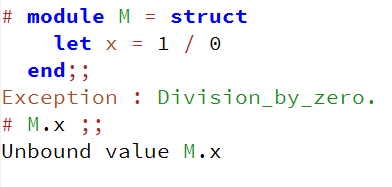 # module M = struct
let x = 1 / 0
end;;
Exception : Division_by_zero.
# M.x ;;
Unbound value M.x